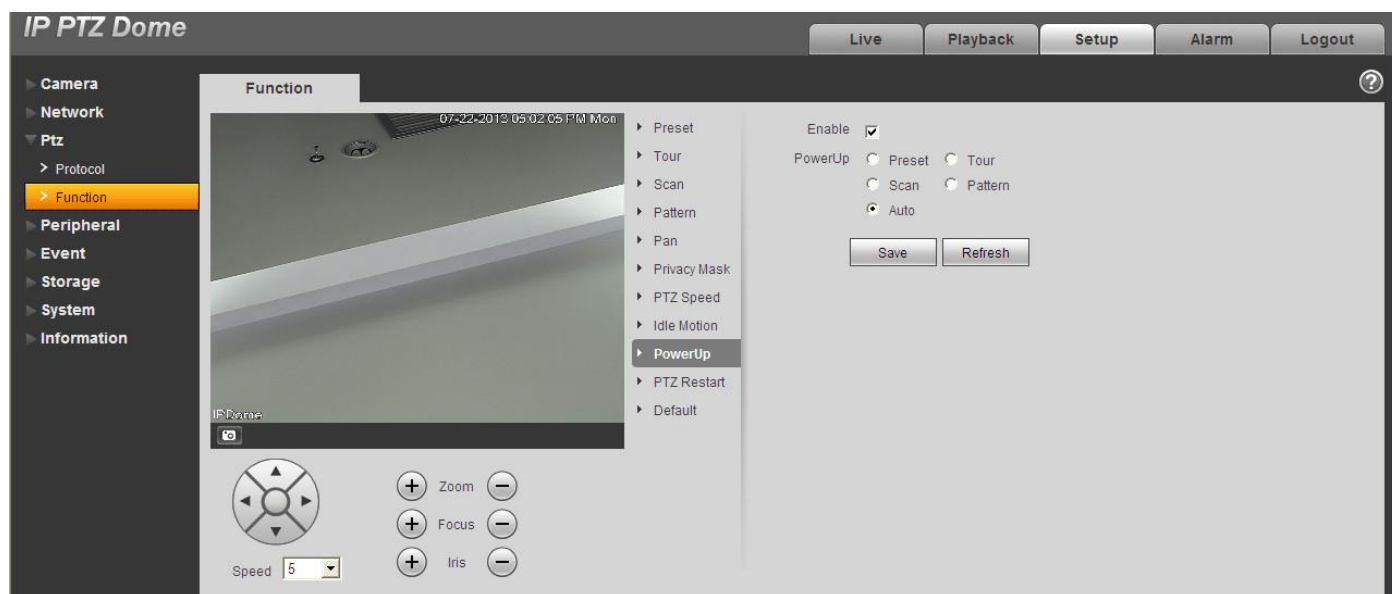 IP PTZ Dome
Live Playback Setup Alarm Logout
Camera
Network
Ptz
> Protocol
> Function
Peripheral
Event
Storage
System
Information
Function
?
07-22-2013 05:02:05 PM Mon
IP Dome
Preset
Tour
Scan
Pattern
Pan
Privacy Mask
PTZ Speed
Idle Motion
PowerUp
PTZ Restart
Default
Enable
PowerUp Preset Tour
Scan Pattern
Auto
Save Refresh
+ Zoom −
+ Focus −
+ Iris −
Speed 5